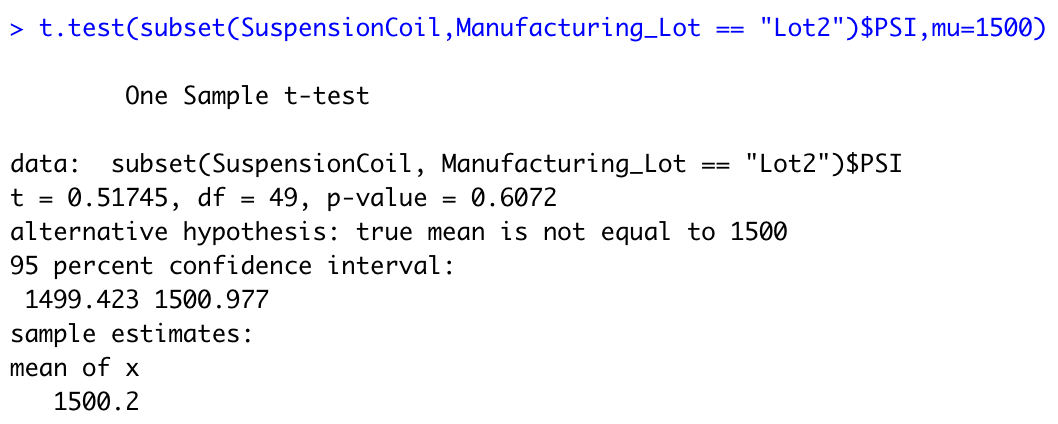 > t.test(subset(SuspensionCoil,Manufacturing_Lot == "Lot2")$PSI,mu=1500)
One Sample t-test
data:  subset(SuspensionCoil, Manufacturing_Lot == "Lot2")$PSI
t = 0.51745, df = 49, p-value = 0.6072
alternative hypothesis: true mean is not equal to 1500
95 percent confidence interval:
1499.423 1500.977
sample estimates:
mean of x
1500.2